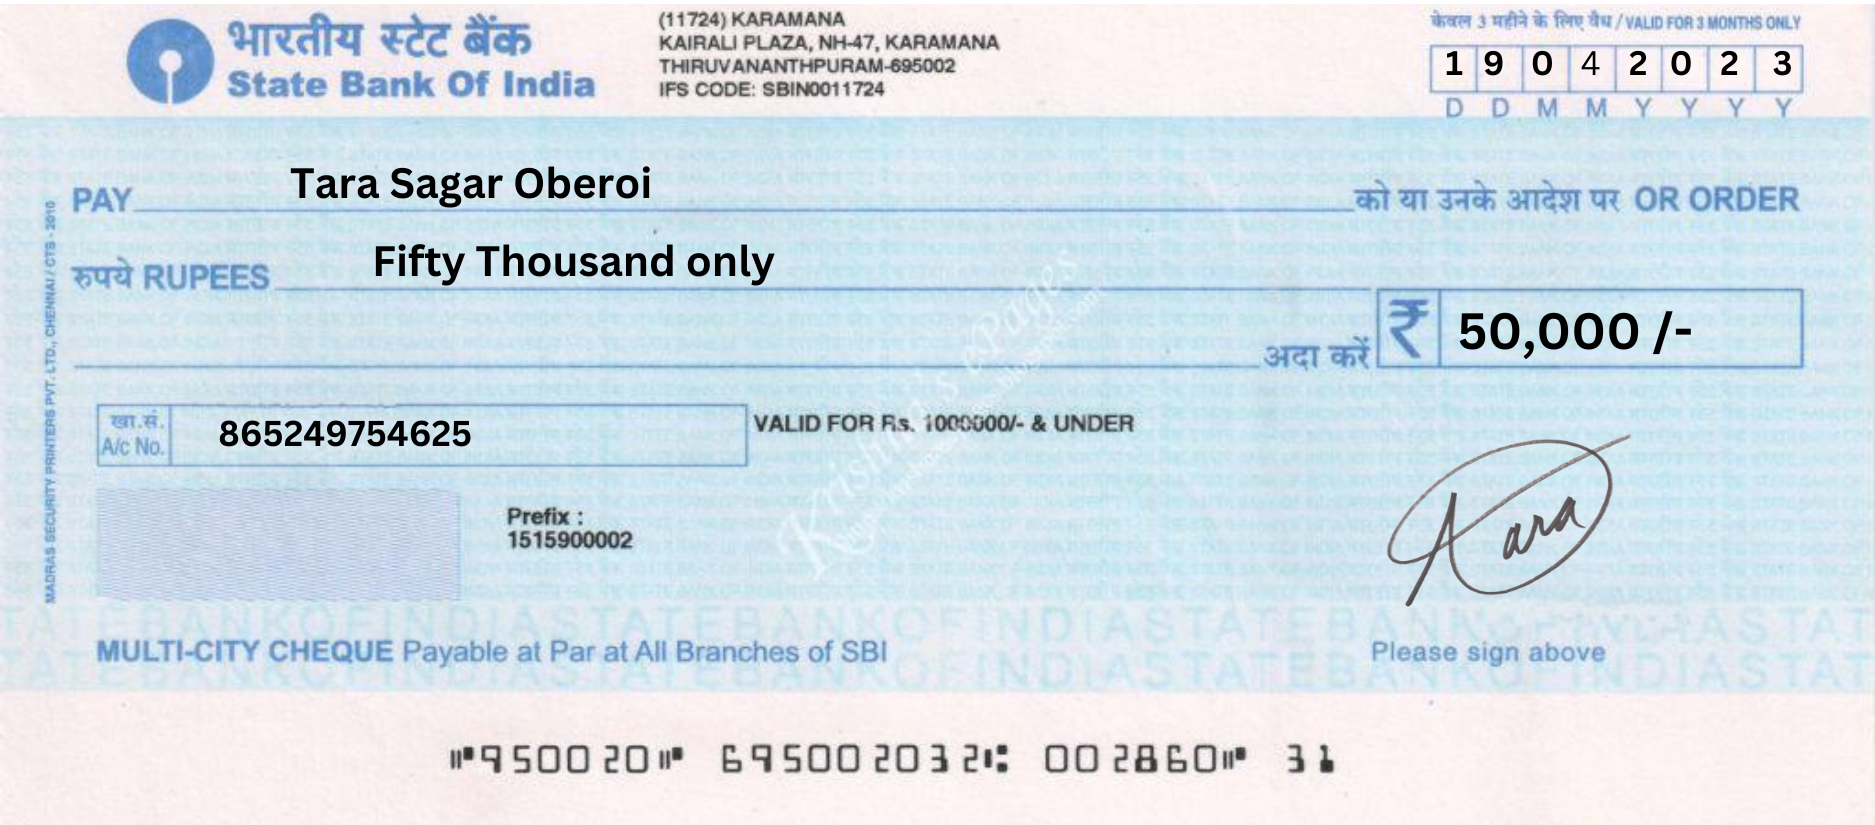 भारतीय स्टेट बैंक
State Bank Of India
(11724) KARAMANA
KAIRALI PLAZA, NH-47, KARAMANA
THIRUVANANTHPURAM-695002
IFS CODE: SBIN0011724
केवल 3 महीने के लिए वैध / VALID FOR 3 MONTHS ONLY
1 9 0 4 2 0 2 3
D D M M Y Y Y Y
PAY Tara Sagar Oberoi को या उनके आदेश पर OR ORDER
रुपये RUPEES Fifty Thousand only
अदा करें ₹ 50,000 /-
खा.सं.
A/c No. 865249754625
VALID FOR Rs. 1000000/- & UNDER
Prefix :
1515900002
Tara
MULTI-CITY CHEQUE Payable at Par at All Branches of SBI
Please sign above
MADRAS SECURITY PRINTERS PVT. LTD., CHENNAI / CTS - 2010
⑈950020⑈ 695002032⑆ 002860⑈ 31